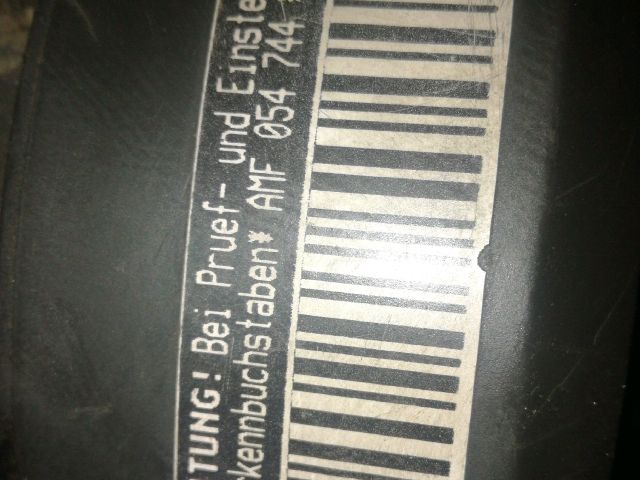 TUNG! Bei Pruef- und Einste
kennbuchstaben* AMF 054 744